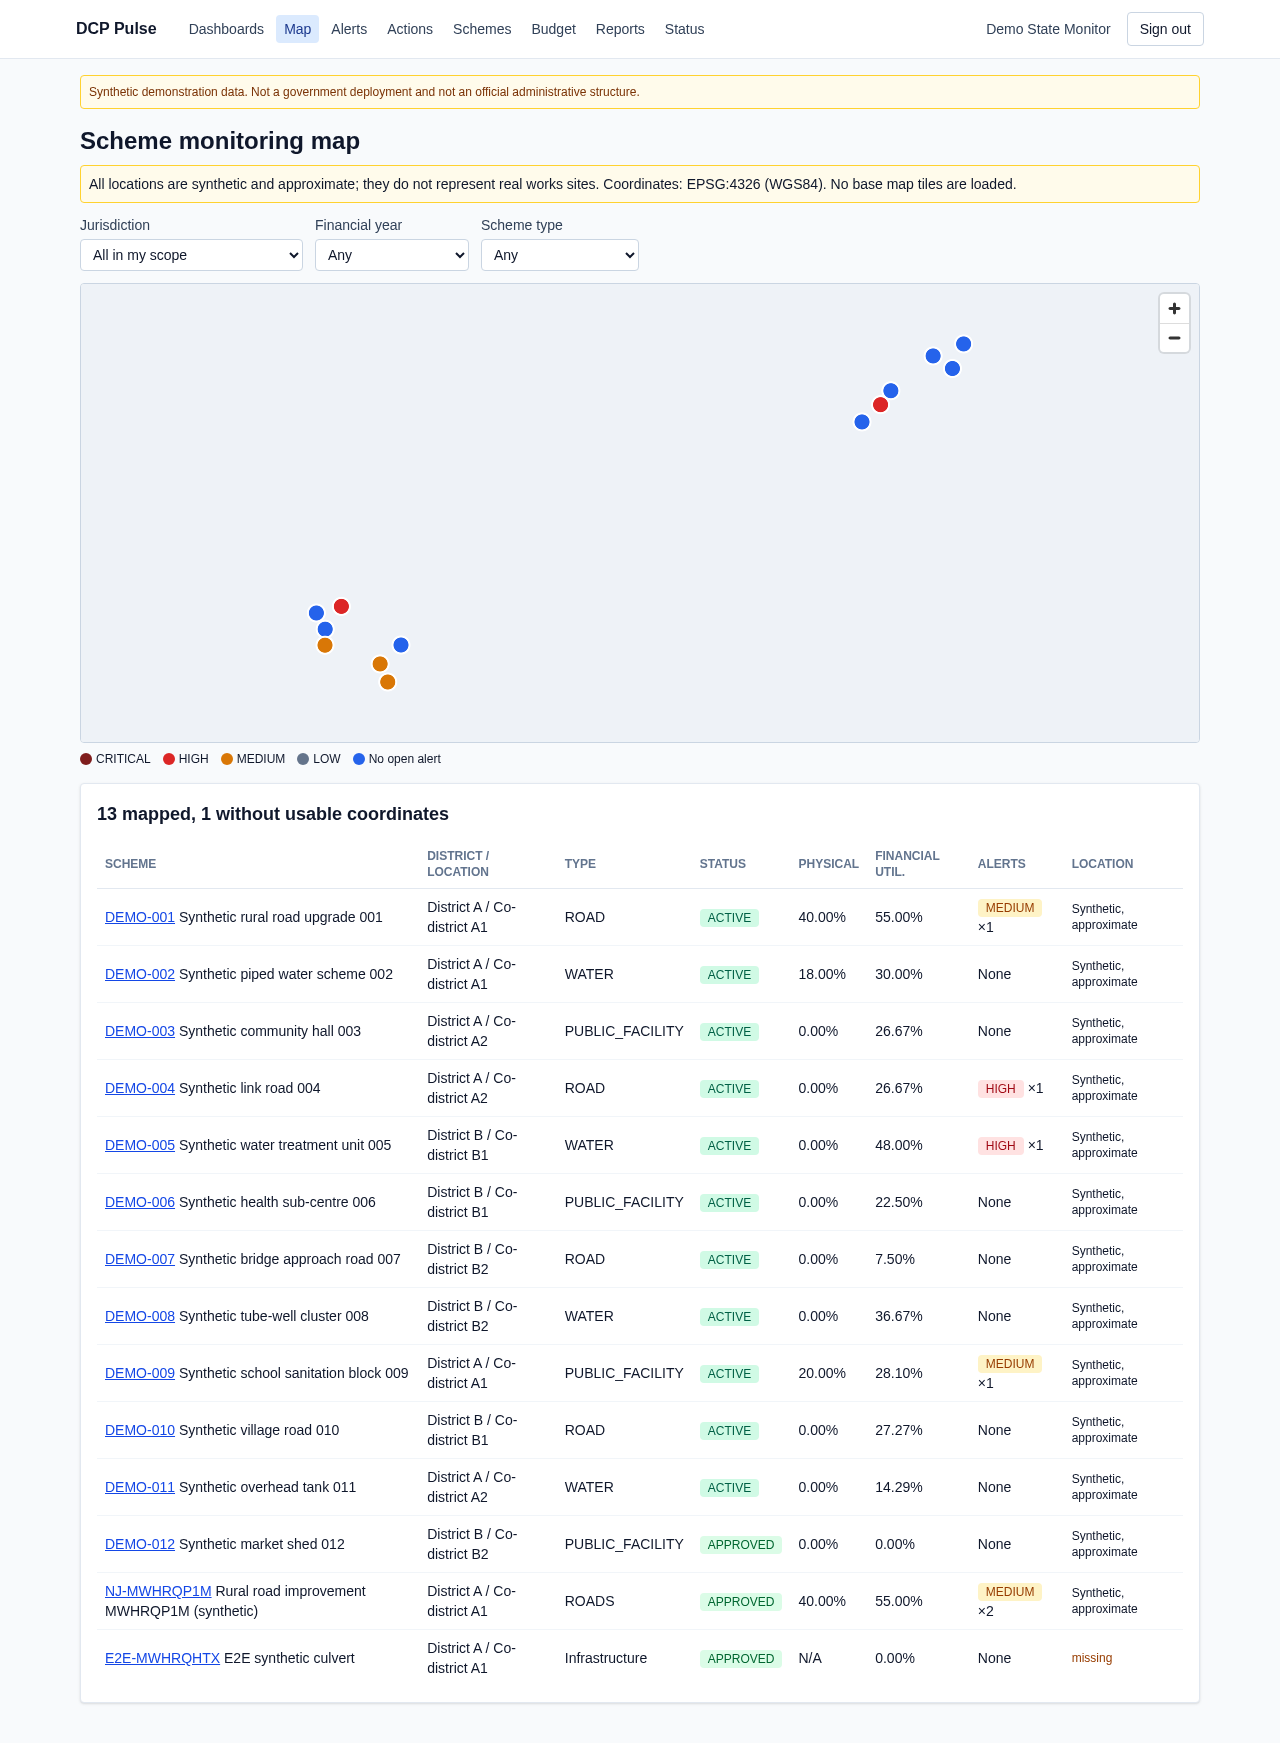 DCP Pulse Dashboards Map Alerts Actions Schemes Budget Reports Status Demo State Monitor Sign out
Synthetic demonstration data. Not a government deployment and not an official administrative structure.
Scheme monitoring map
All locations are synthetic and approximate; they do not represent real works sites. Coordinates: EPSG:4326 (WGS84). No base map tiles are loaded.
Jurisdiction Financial year Scheme type
All in my scope Any Any
+
−
CRITICAL HIGH MEDIUM LOW No open alert
13 mapped, 1 without usable coordinates
SCHEME DISTRICT / LOCATION TYPE STATUS PHYSICAL FINANCIAL UTIL. ALERTS LOCATION
DEMO-001 Synthetic rural road upgrade 001 District A / Co-district A1 ROAD ACTIVE 40.00% 55.00% MEDIUM ×1 Synthetic, approximate
DEMO-002 Synthetic piped water scheme 002 District A / Co-district A1 WATER ACTIVE 18.00% 30.00% None Synthetic, approximate
DEMO-003 Synthetic community hall 003 District A / Co-district A2 PUBLIC_FACILITY ACTIVE 0.00% 26.67% None Synthetic, approximate
DEMO-004 Synthetic link road 004 District A / Co-district A2 ROAD ACTIVE 0.00% 26.67% HIGH ×1 Synthetic, approximate
DEMO-005 Synthetic water treatment unit 005 District B / Co-district B1 WATER ACTIVE 0.00% 48.00% HIGH ×1 Synthetic, approximate
DEMO-006 Synthetic health sub-centre 006 District B / Co-district B1 PUBLIC_FACILITY ACTIVE 0.00% 22.50% None Synthetic, approximate
DEMO-007 Synthetic bridge approach road 007 District B / Co-district B2 ROAD ACTIVE 0.00% 7.50% None Synthetic, approximate
DEMO-008 Synthetic tube-well cluster 008 District B / Co-district B2 WATER ACTIVE 0.00% 36.67% None Synthetic, approximate
DEMO-009 Synthetic school sanitation block 009 District A / Co-district A1 PUBLIC_FACILITY ACTIVE 20.00% 28.10% MEDIUM ×1 Synthetic, approximate
DEMO-010 Synthetic village road 010 District B / Co-district B1 ROAD ACTIVE 0.00% 27.27% None Synthetic, approximate
DEMO-011 Synthetic overhead tank 011 District A / Co-district A2 WATER ACTIVE 0.00% 14.29% None Synthetic, approximate
DEMO-012 Synthetic market shed 012 District B / Co-district B2 PUBLIC_FACILITY APPROVED 0.00% 0.00% None Synthetic, approximate
NJ-MWHRQP1M Rural road improvement MWHRQP1M (synthetic) District A / Co-district A1 ROADS APPROVED 40.00% 55.00% MEDIUM ×2 Synthetic, approximate
E2E-MWHRQHTX E2E synthetic culvert District A / Co-district A1 Infrastructure APPROVED N/A 0.00% None missing